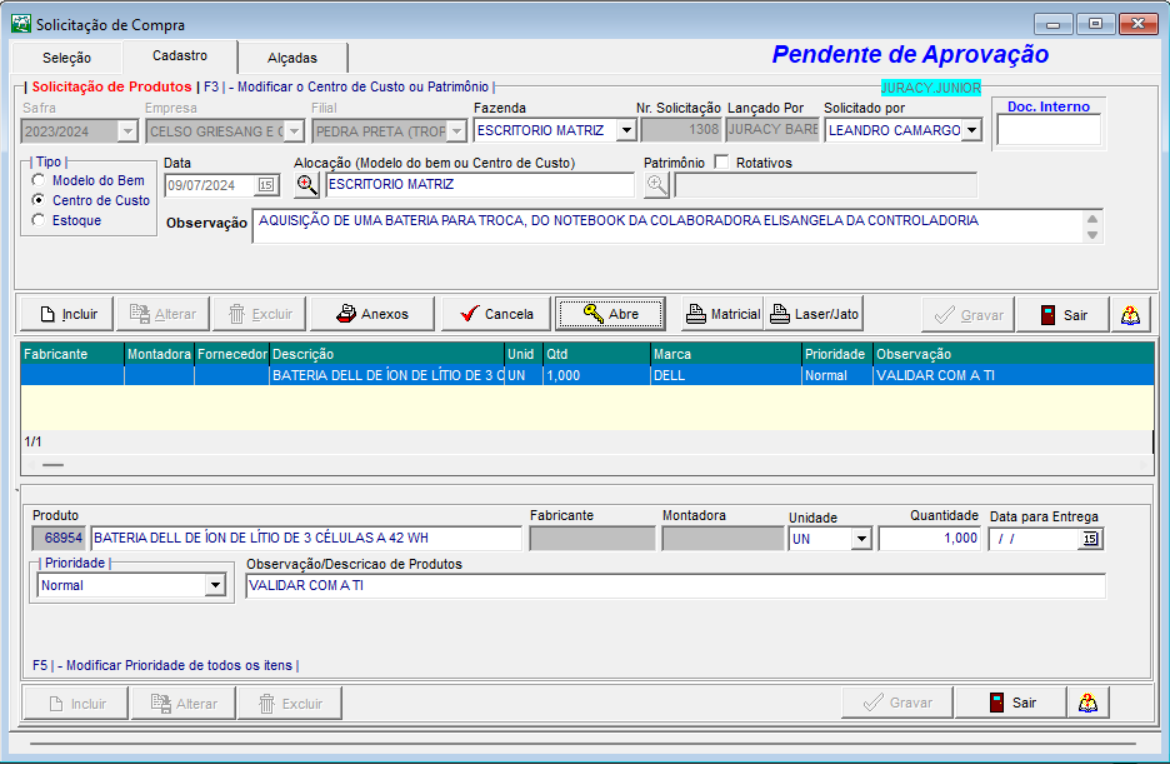 Solicitação de Compra
Seleção Cadastro Alçadas Pendente de Aprovação
| Solicitação de Produtos | F3 | - Modificar o Centro de Custo ou Patrimônio | JURACY.JUNIOR
Safra Empresa Filial Fazenda Nr. Solicitação Lançado Por Solicitado por Doc. Interno
2023/2024 CELSO GRIESANG E PEDRA PRETA (TROP ESCRITORIO MATRIZ 1308 JURACY BARE LEANDRO CAMARGO
| Tipo | Data Alocação (Modelo do bem ou Centro de Custo) Patrimônio Rotativos
Modelo do Bem
09/07/2024 15 ESCRITORIO MATRIZ
Centro de Custo
Estoque
Observação AQUISIÇÃO DE UMA BATERIA PARA TROCA, DO NOTEBOOK DA COLABORADORA ELISANGELA DA CONTROLADORIA
Incluir Alterar Excluir Anexos Cancela Abre Matricial Laser/Jato Gravar Sair
Fabricante Montadora Fornecedor Descrição Unid Qtd Marca Prioridade Observação
BATERIA DELL DE ÍON DE LÍTIO DE 3 C UN 1,000 DELL Normal VALIDAR COM A TI
1/1
Produto Fabricante Montadora Unidade Quantidade Data para Entrega
68954 BATERIA DELL DE ÍON DE LÍTIO DE 3 CÉLULAS A 42 WH UN 1,000 / / 15
| Prioridade | Observação/Descricao de Produtos
Normal VALIDAR COM A TI
F5 | - Modificar Prioridade de todos os itens |
Incluir Alterar Excluir Gravar Sair